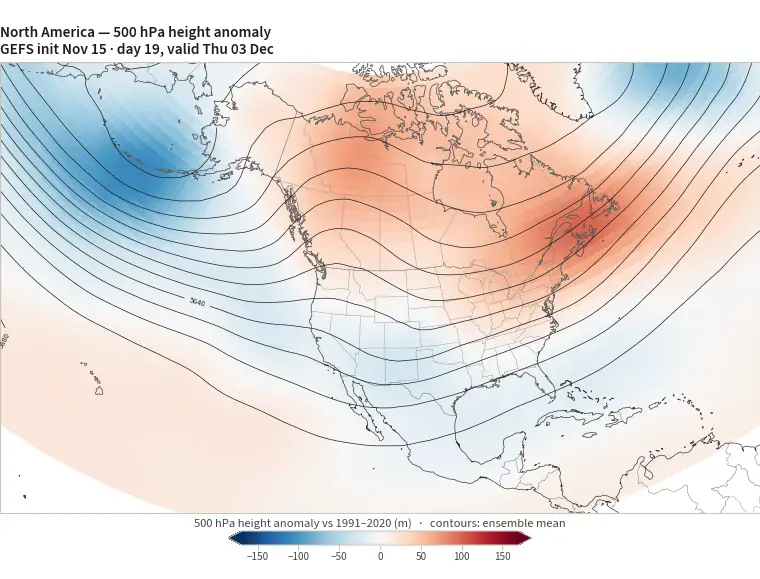 North America — 500 hPa height anomaly
GEFS init Nov 15 · day 19, valid Thu 03 Dec
5640
500 hPa height anomaly vs 1991–2020 (m) · contours: ensemble mean
−150 −100 −50 0 50 100 150